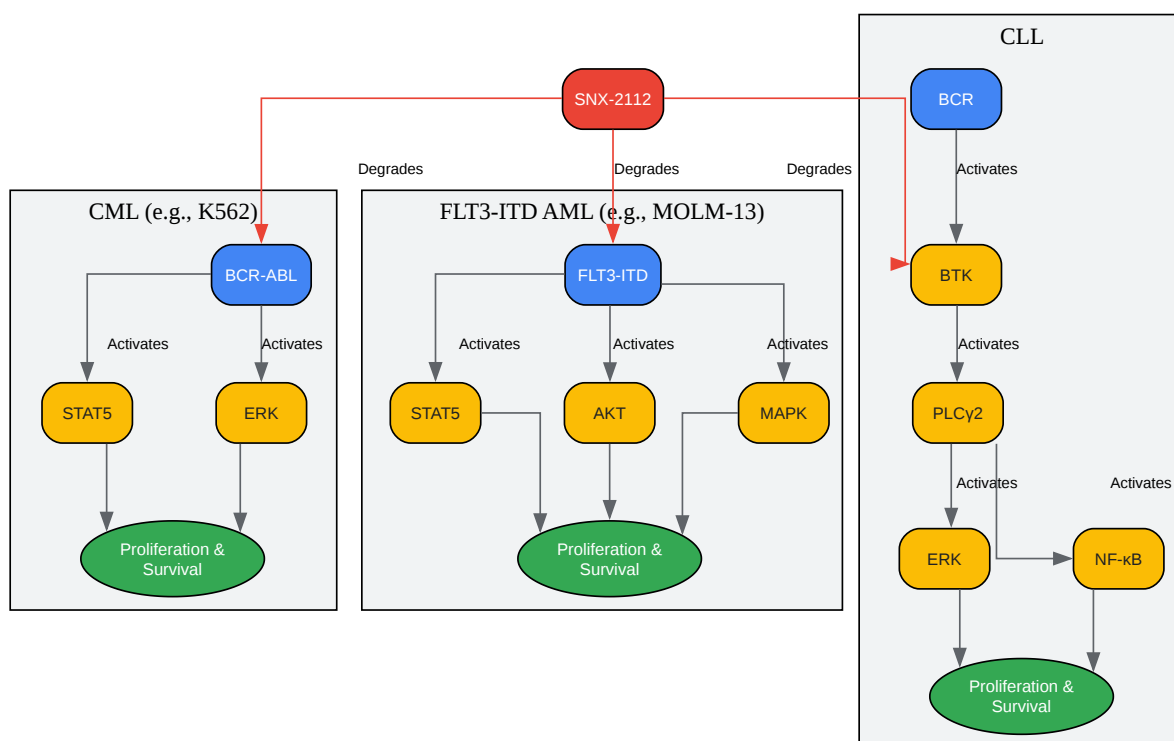 CLL
SNX-2112
BCR
Degrades
Degrades
Degrades
Activates
CML (e.g., K562)
FLT3-ITD AML (e.g., MOLM-13)
BCR-ABL
FLT3-ITD
BTK
Activates
Activates
Activates
Activates
Activates
Activates
STAT5
ERK
STAT5
AKT
MAPK
PLCγ2
Activates
Activates
Proliferation &
Survival
Proliferation &
Survival
ERK
NF-κB
Proliferation &
Survival